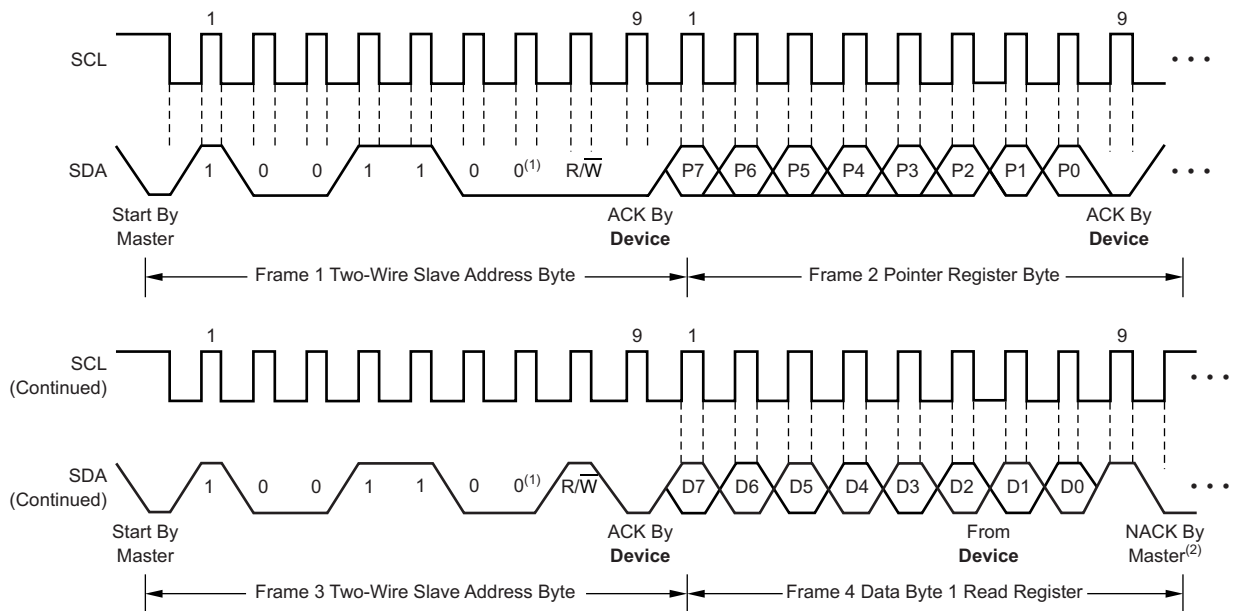 1 9 1 9
SCL
SDA 1 0 0 1 1 0 0(1) R/W̅ P7 P6 P5 P4 P3 P2 P1 P0
Start By ACK By ACK By
Master Device Device
Frame 1 Two-Wire Slave Address Byte Frame 2 Pointer Register Byte
1 9 1 9
SCL
(Continued)
SDA
(Continued) 1 0 0 1 1 0 0(1) R/W̅ D7 D6 D5 D4 D3 D2 D1 D0
Start By ACK By From NACK By
Master Device Device Master(2)
Frame 3 Two-Wire Slave Address Byte Frame 4 Data Byte 1 Read Register